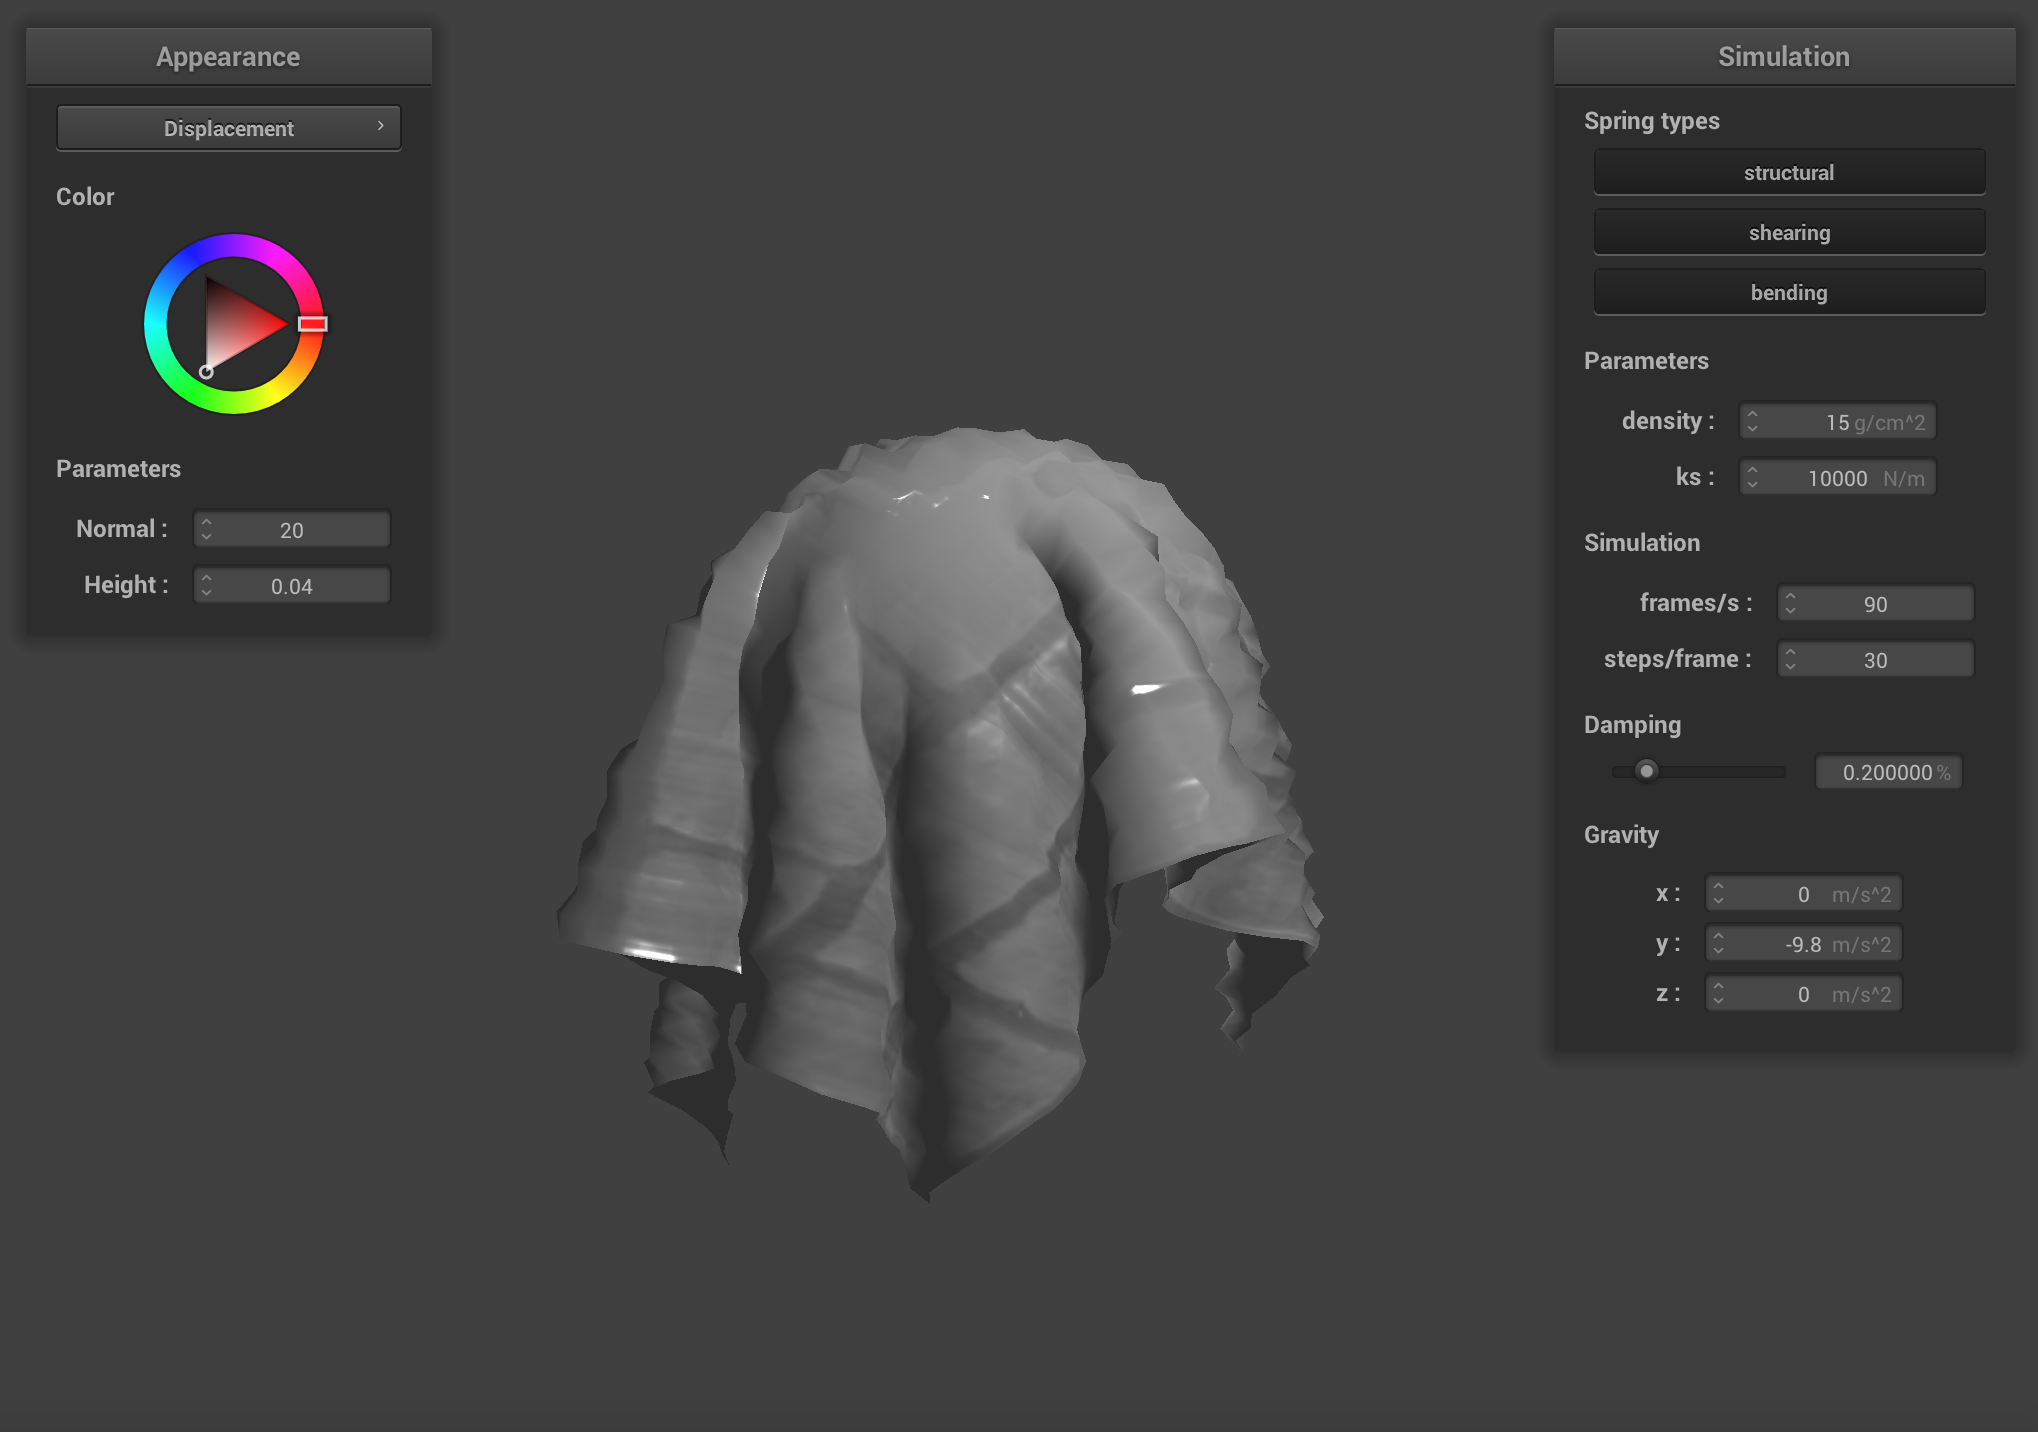 Appearance
Displacement
Color
Parameters
Normal : 20
Height : 0.04
Simulation
Spring types
structural
shearing
bending
Parameters
density : 15 g/cm^2
ks : 10000 N/m
Simulation
frames/s : 90
steps/frame : 30
Damping
0.200000 %
Gravity
x : 0 m/s^2
y : -9.8 m/s^2
z : 0 m/s^2